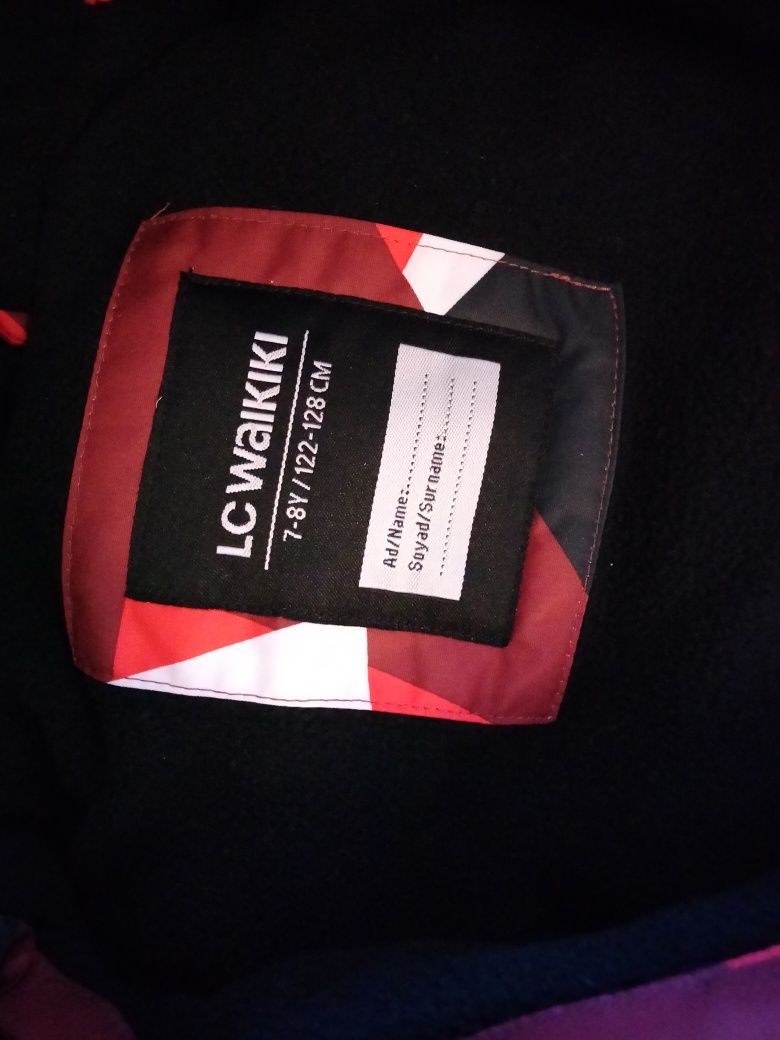 LC WAIKIKI
7-8Y / 122-128 CM
Ad/Name:....................
Soyad/Surname:..........
................................